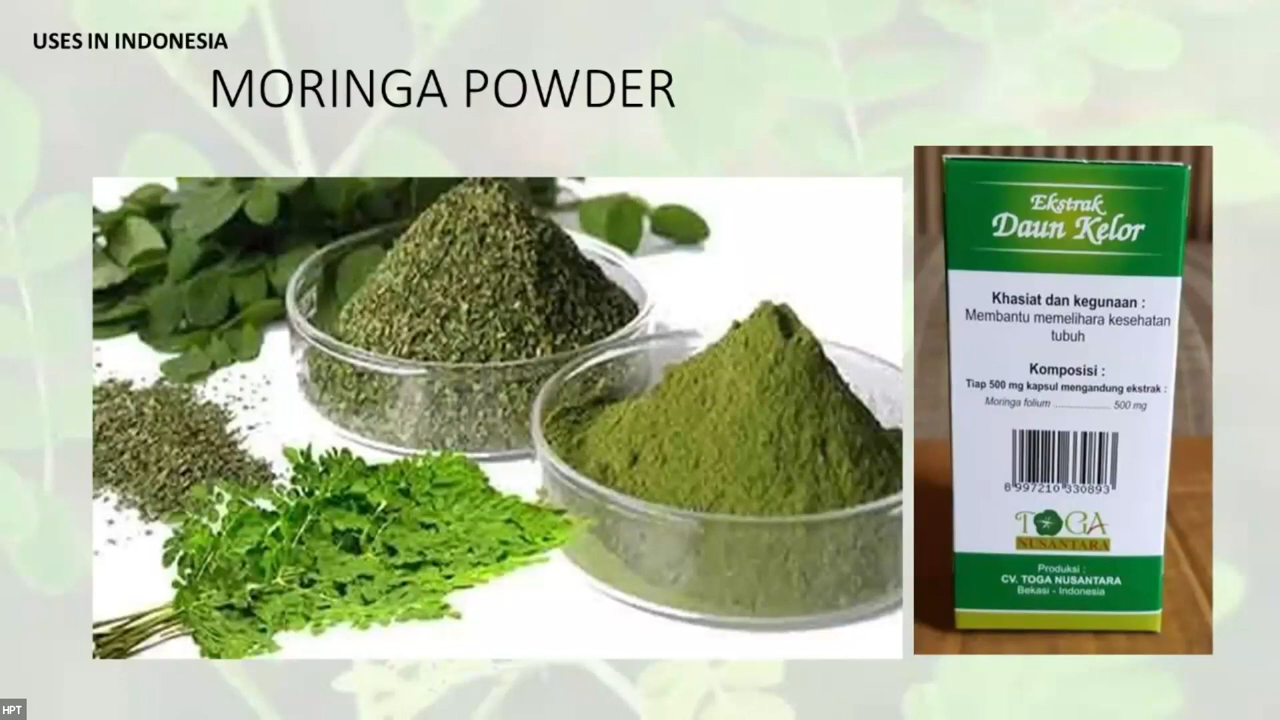 USES IN INDONESIA
MORINGA POWDER
Ekstrak
Daun Kelor
Khasiat dan kegunaan :
Membantu memelihara kesehatan
tubuh
Komposisi :
Tiap 500 mg kapsul mengandung ekstrak :
Moringa folium ...................... 500 mg
8 997210 330893
TOGA
NUSANTARA
Produksi :
CV. TOGA NUSANTARA
Bekasi - Indonesia
HPT